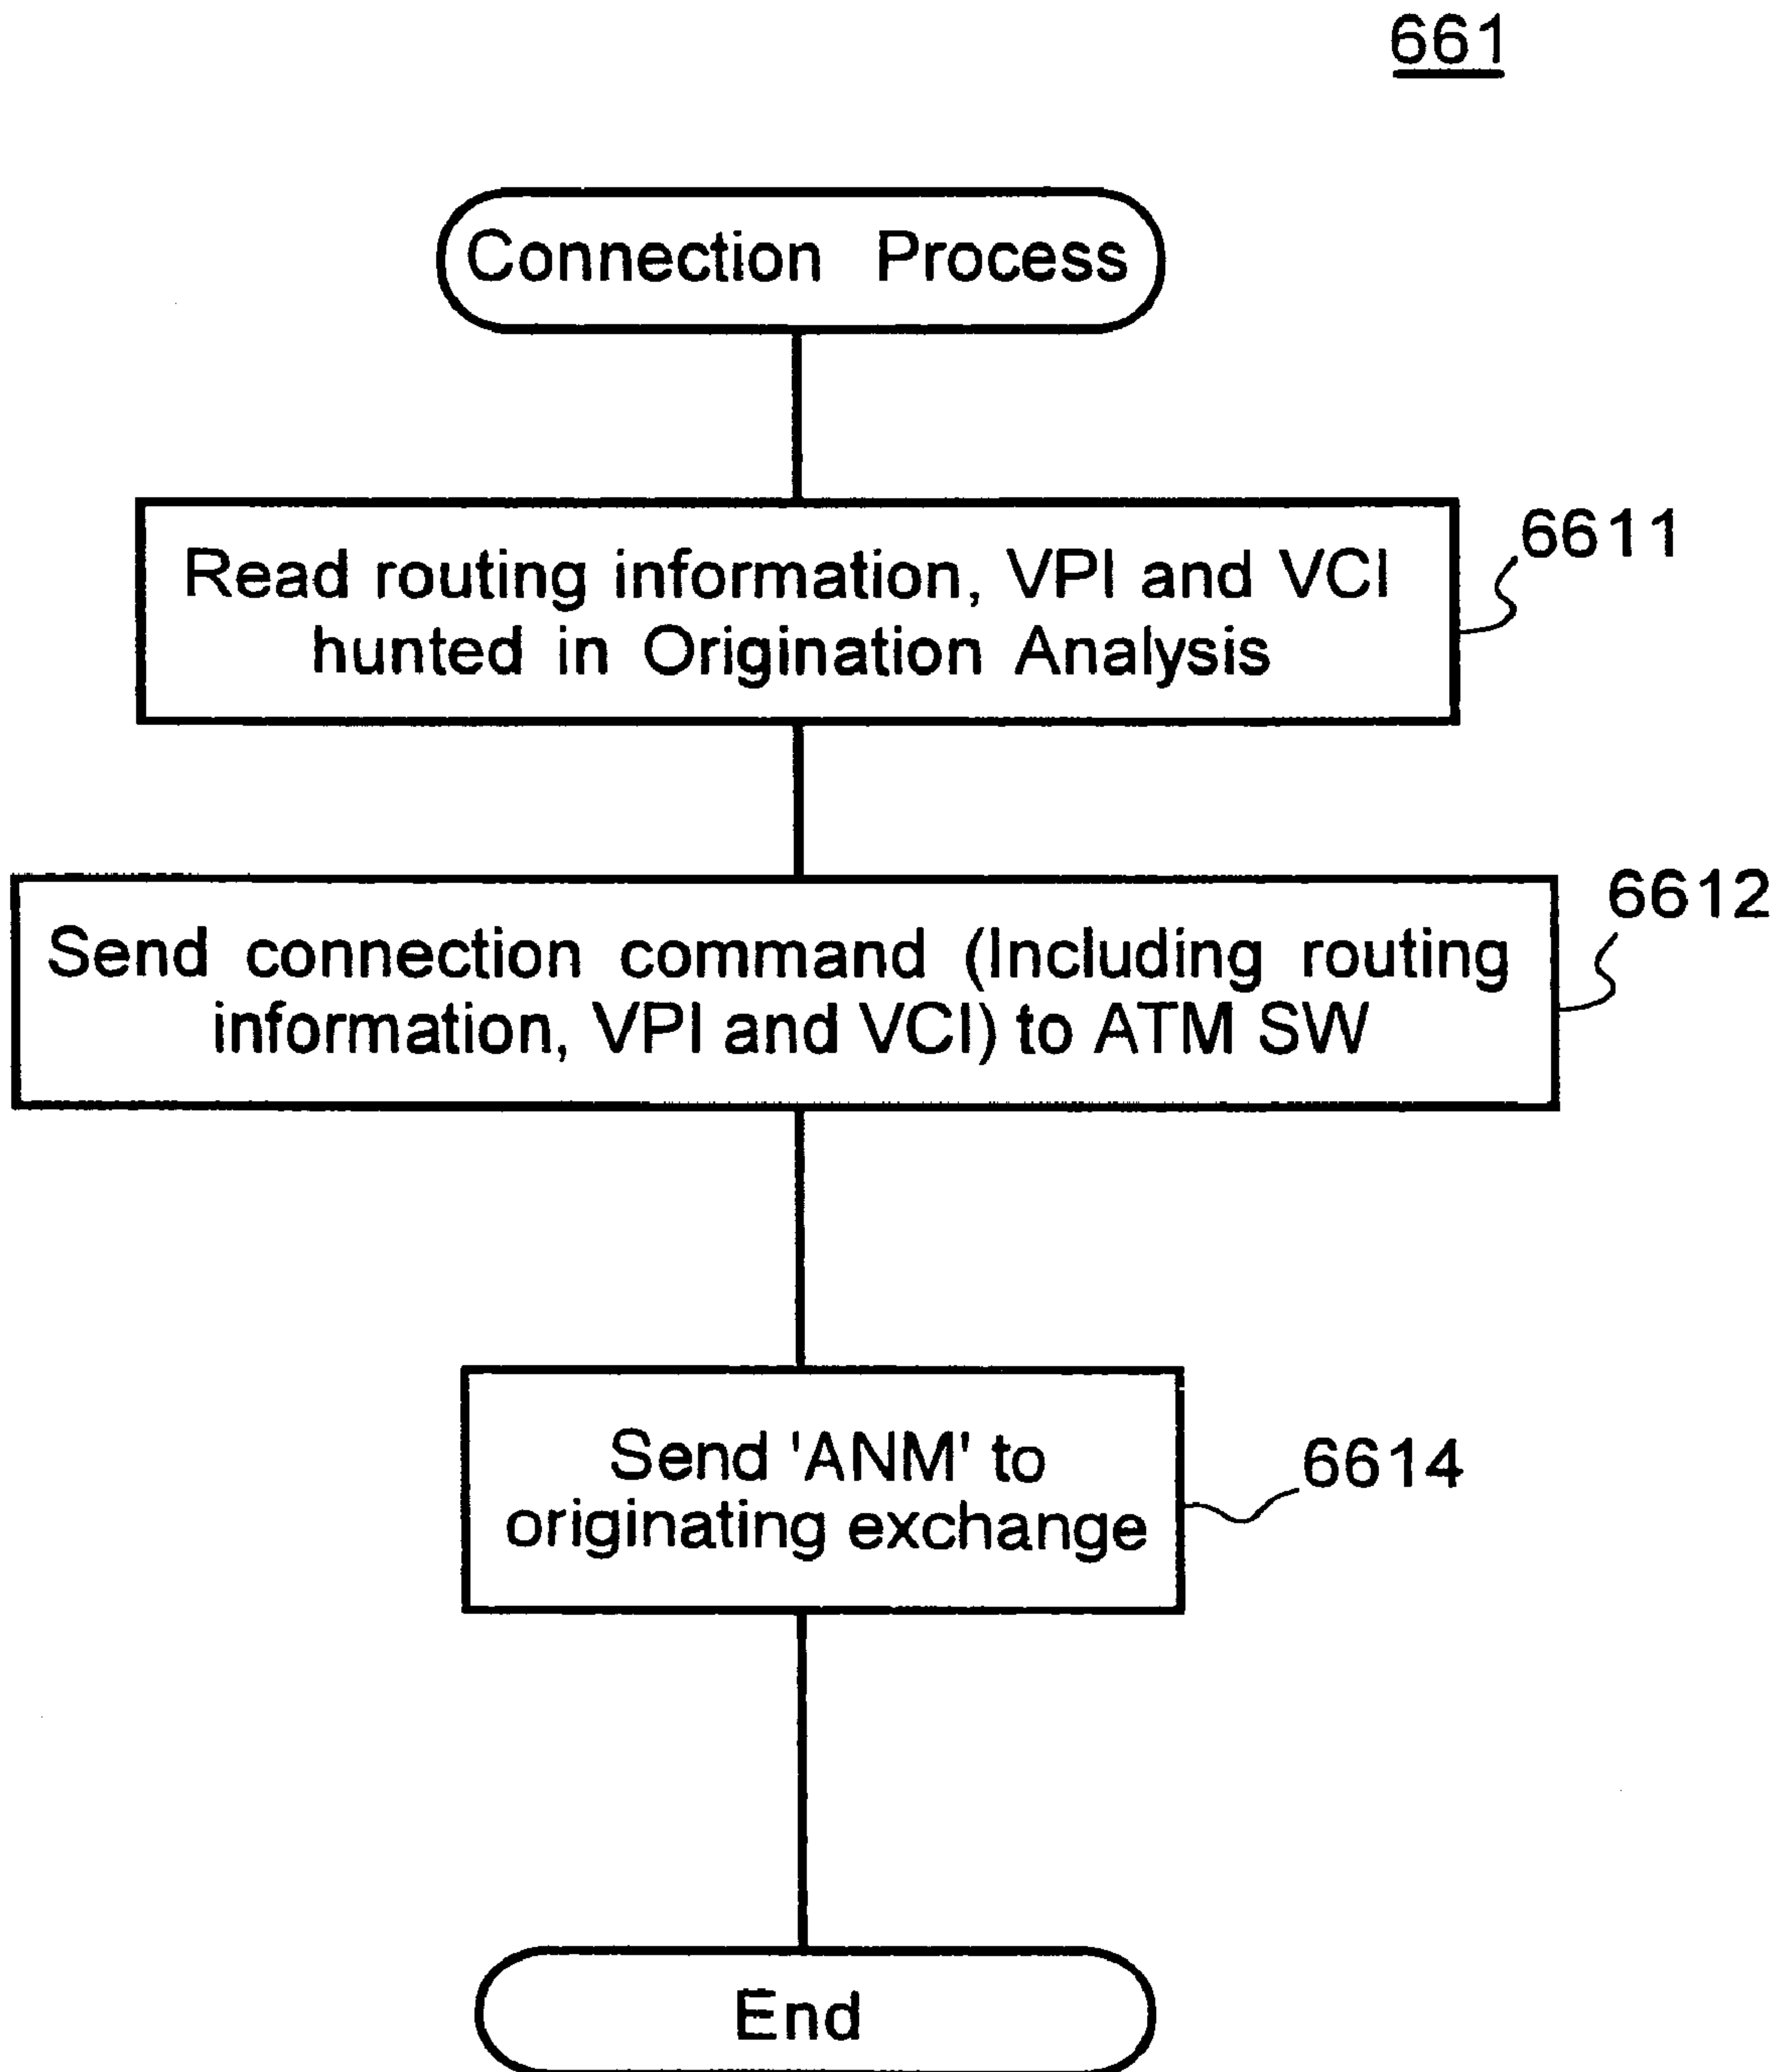 661
Connection Process
Read routing information, VPI and VCI
hunted in Origination Analysis
6611
Send connection command (Including routing
information, VPI and VCI) to ATM SW
6612
Send 'ANM' to
originating exchange
6614
End